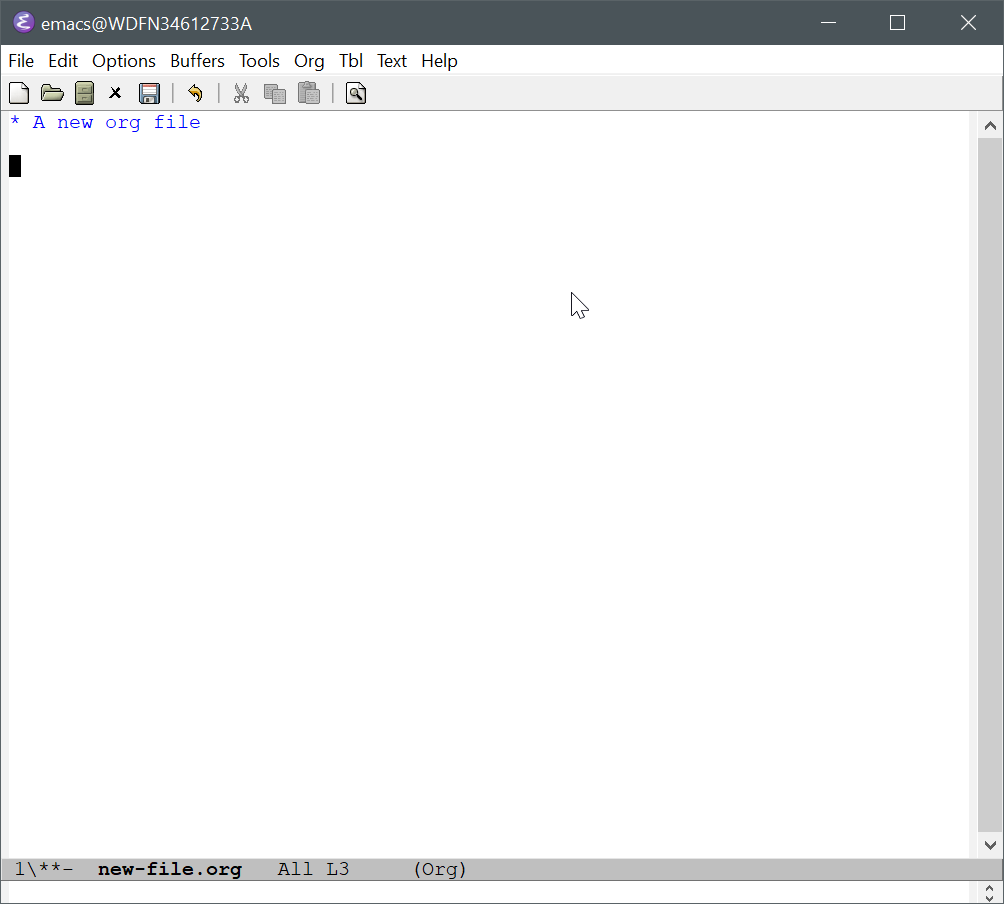 emacs@WDFN34612733A
File Edit Options Buffers Tools Org Tbl Text Help
* A new org file
1\**- new-file.org All L3 (Org)